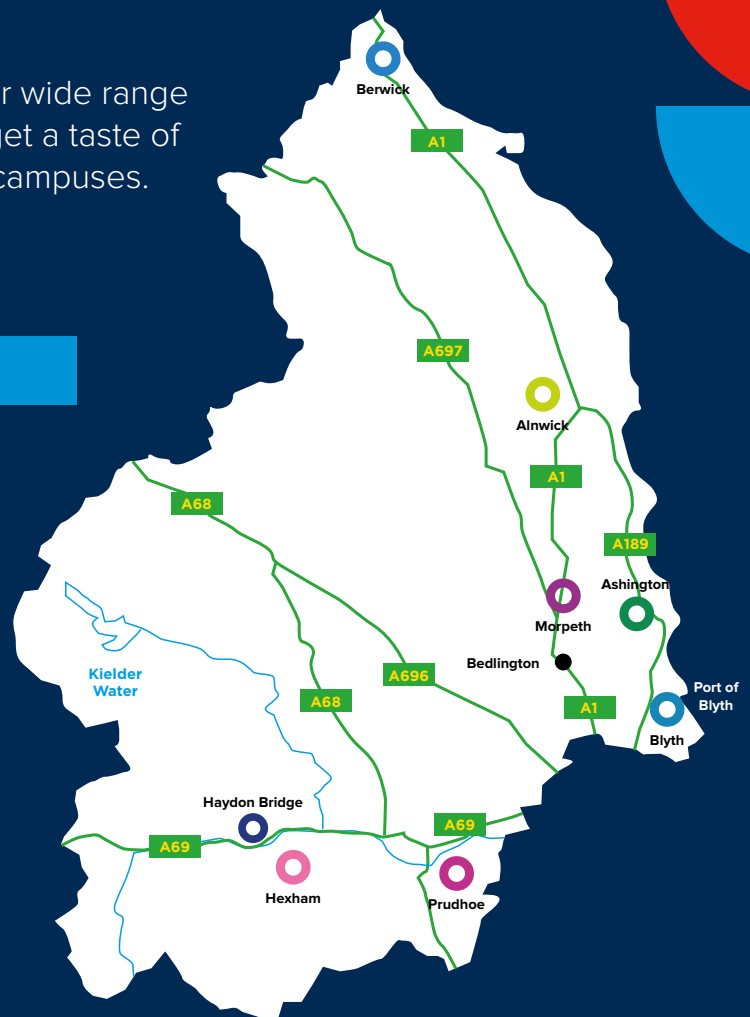 r wide range
get a taste of
campuses.
Berwick
A1
A697
Alnwick
A1
A68
A189
Ashington
Morpeth
Bedlington
Kielder
Water
A696
A68
Port of
Blyth
A1
Blyth
Haydon Bridge
A69
A69
Hexham
Prudhoe